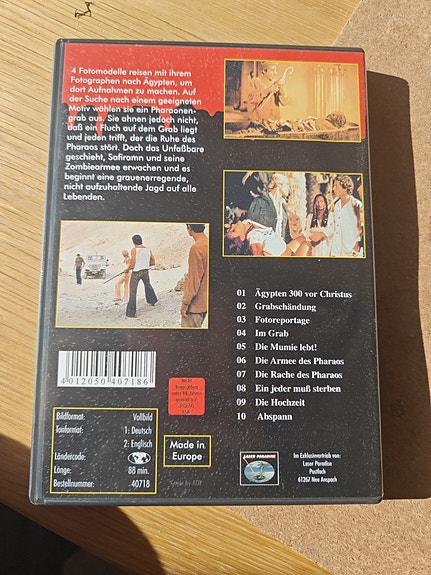 4 Fotomodelle reisen mit ihrem
Fotographen nach Ägypten, um
dort Aufnahmen zu machen. Auf
der Suche nach einem geeigneten
Motiv wählen sie ein Pharaonen-
grab aus. Sie ahnen jedoch nicht,
daß ein Fluch auf dem Grab liegt
und jeden trifft, der die Ruhe des
Pharaos stört. Doch das Unfaßbare
geschieht, Safiramn und seine
Zombiearmee erwachen und es
beginnt eine grauenerregende,
nicht aufzuhaltende Jagd auf alle
Lebenden.
01 Ägypten 300 vor Christus
02 Grabschändung
03 Fotoreportage
04 Im Grab
05 Die Mumie lebt!
06 Die Armee des Pharaos
07 Die Rache des Pharaos
08 Ein jeder muß sterben
09 Die Hochzeit
10 Abspann
4012050407186
Bildformat: Vollbild
Tonformat: 1: Deutsch
2: Englisch
Ländercode:
Länge: 88 min.
Bestellnummer: 40718
Made in
Europe
LASER PARADISE
Im Exklusivvertrieb von:
Laser Paradise
Postfach
61267 Neu Anspach